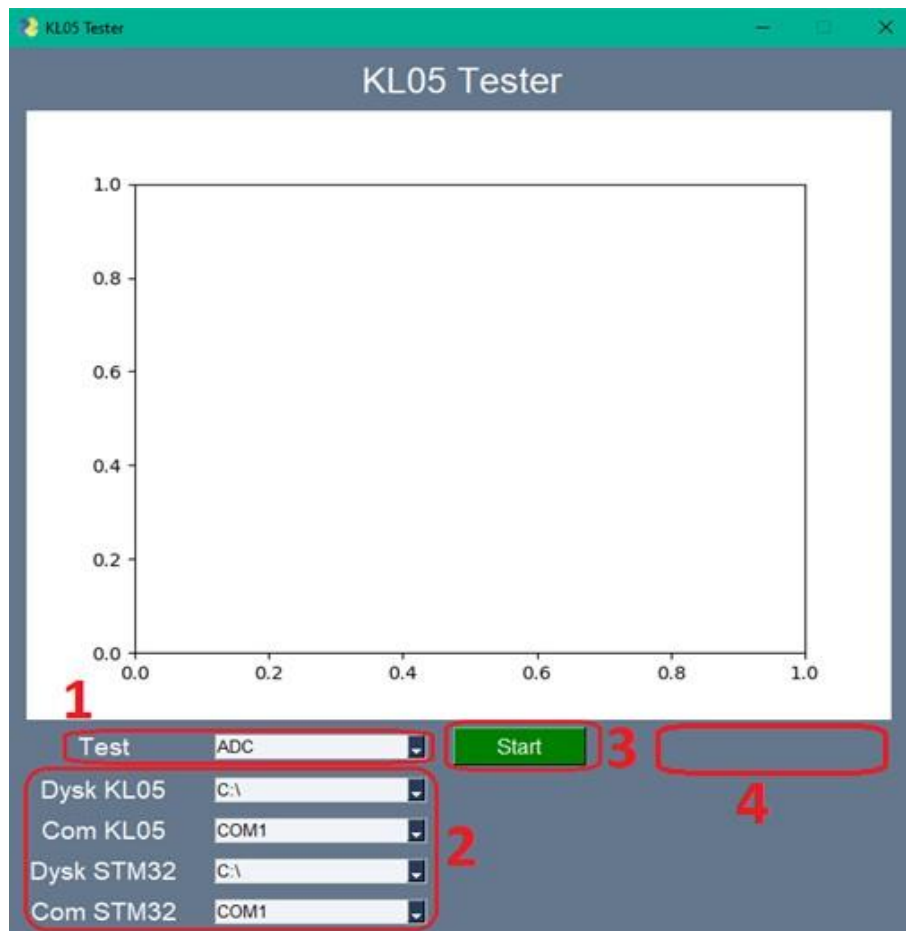 KL05 Tester
KL05 Tester
1.0
0.8
0.6
0.4
0.2
0.0
0.0 0.2 0.4 0.6 0.8 1.0
1
Test ADC Start 3
Dysk KL05 C:\
4
Com KL05 COM1
2
Dysk STM32 C:\
Com STM32 COM1